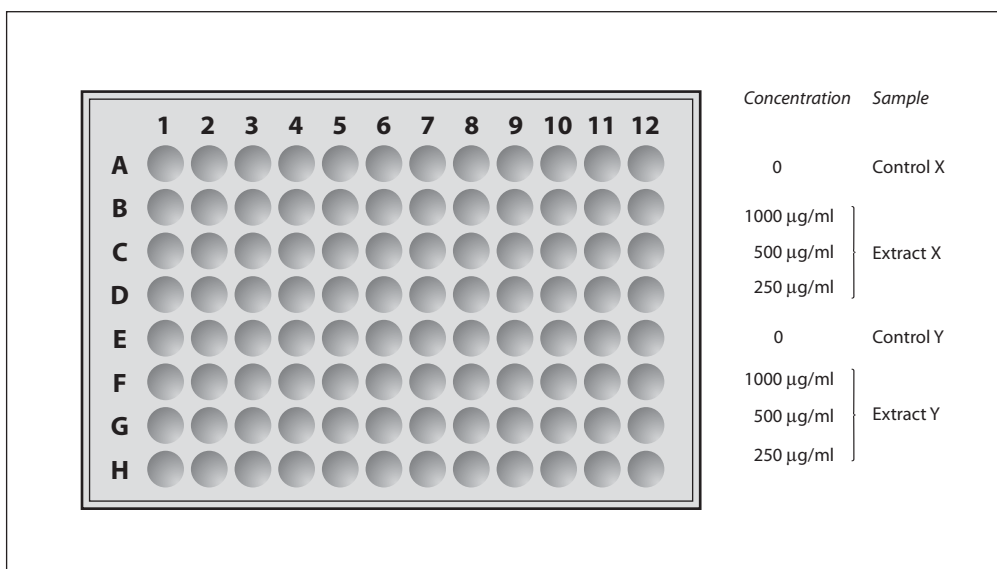 Concentration Sample
1 2 3 4 5 6 7 8 9 10 11 12
A 0 Control X
B 1000 µg/ml
C 500 µg/ml Extract X
D 250 µg/ml
E 0 Control Y
F 1000 µg/ml
G 500 µg/ml Extract Y
H 250 µg/ml